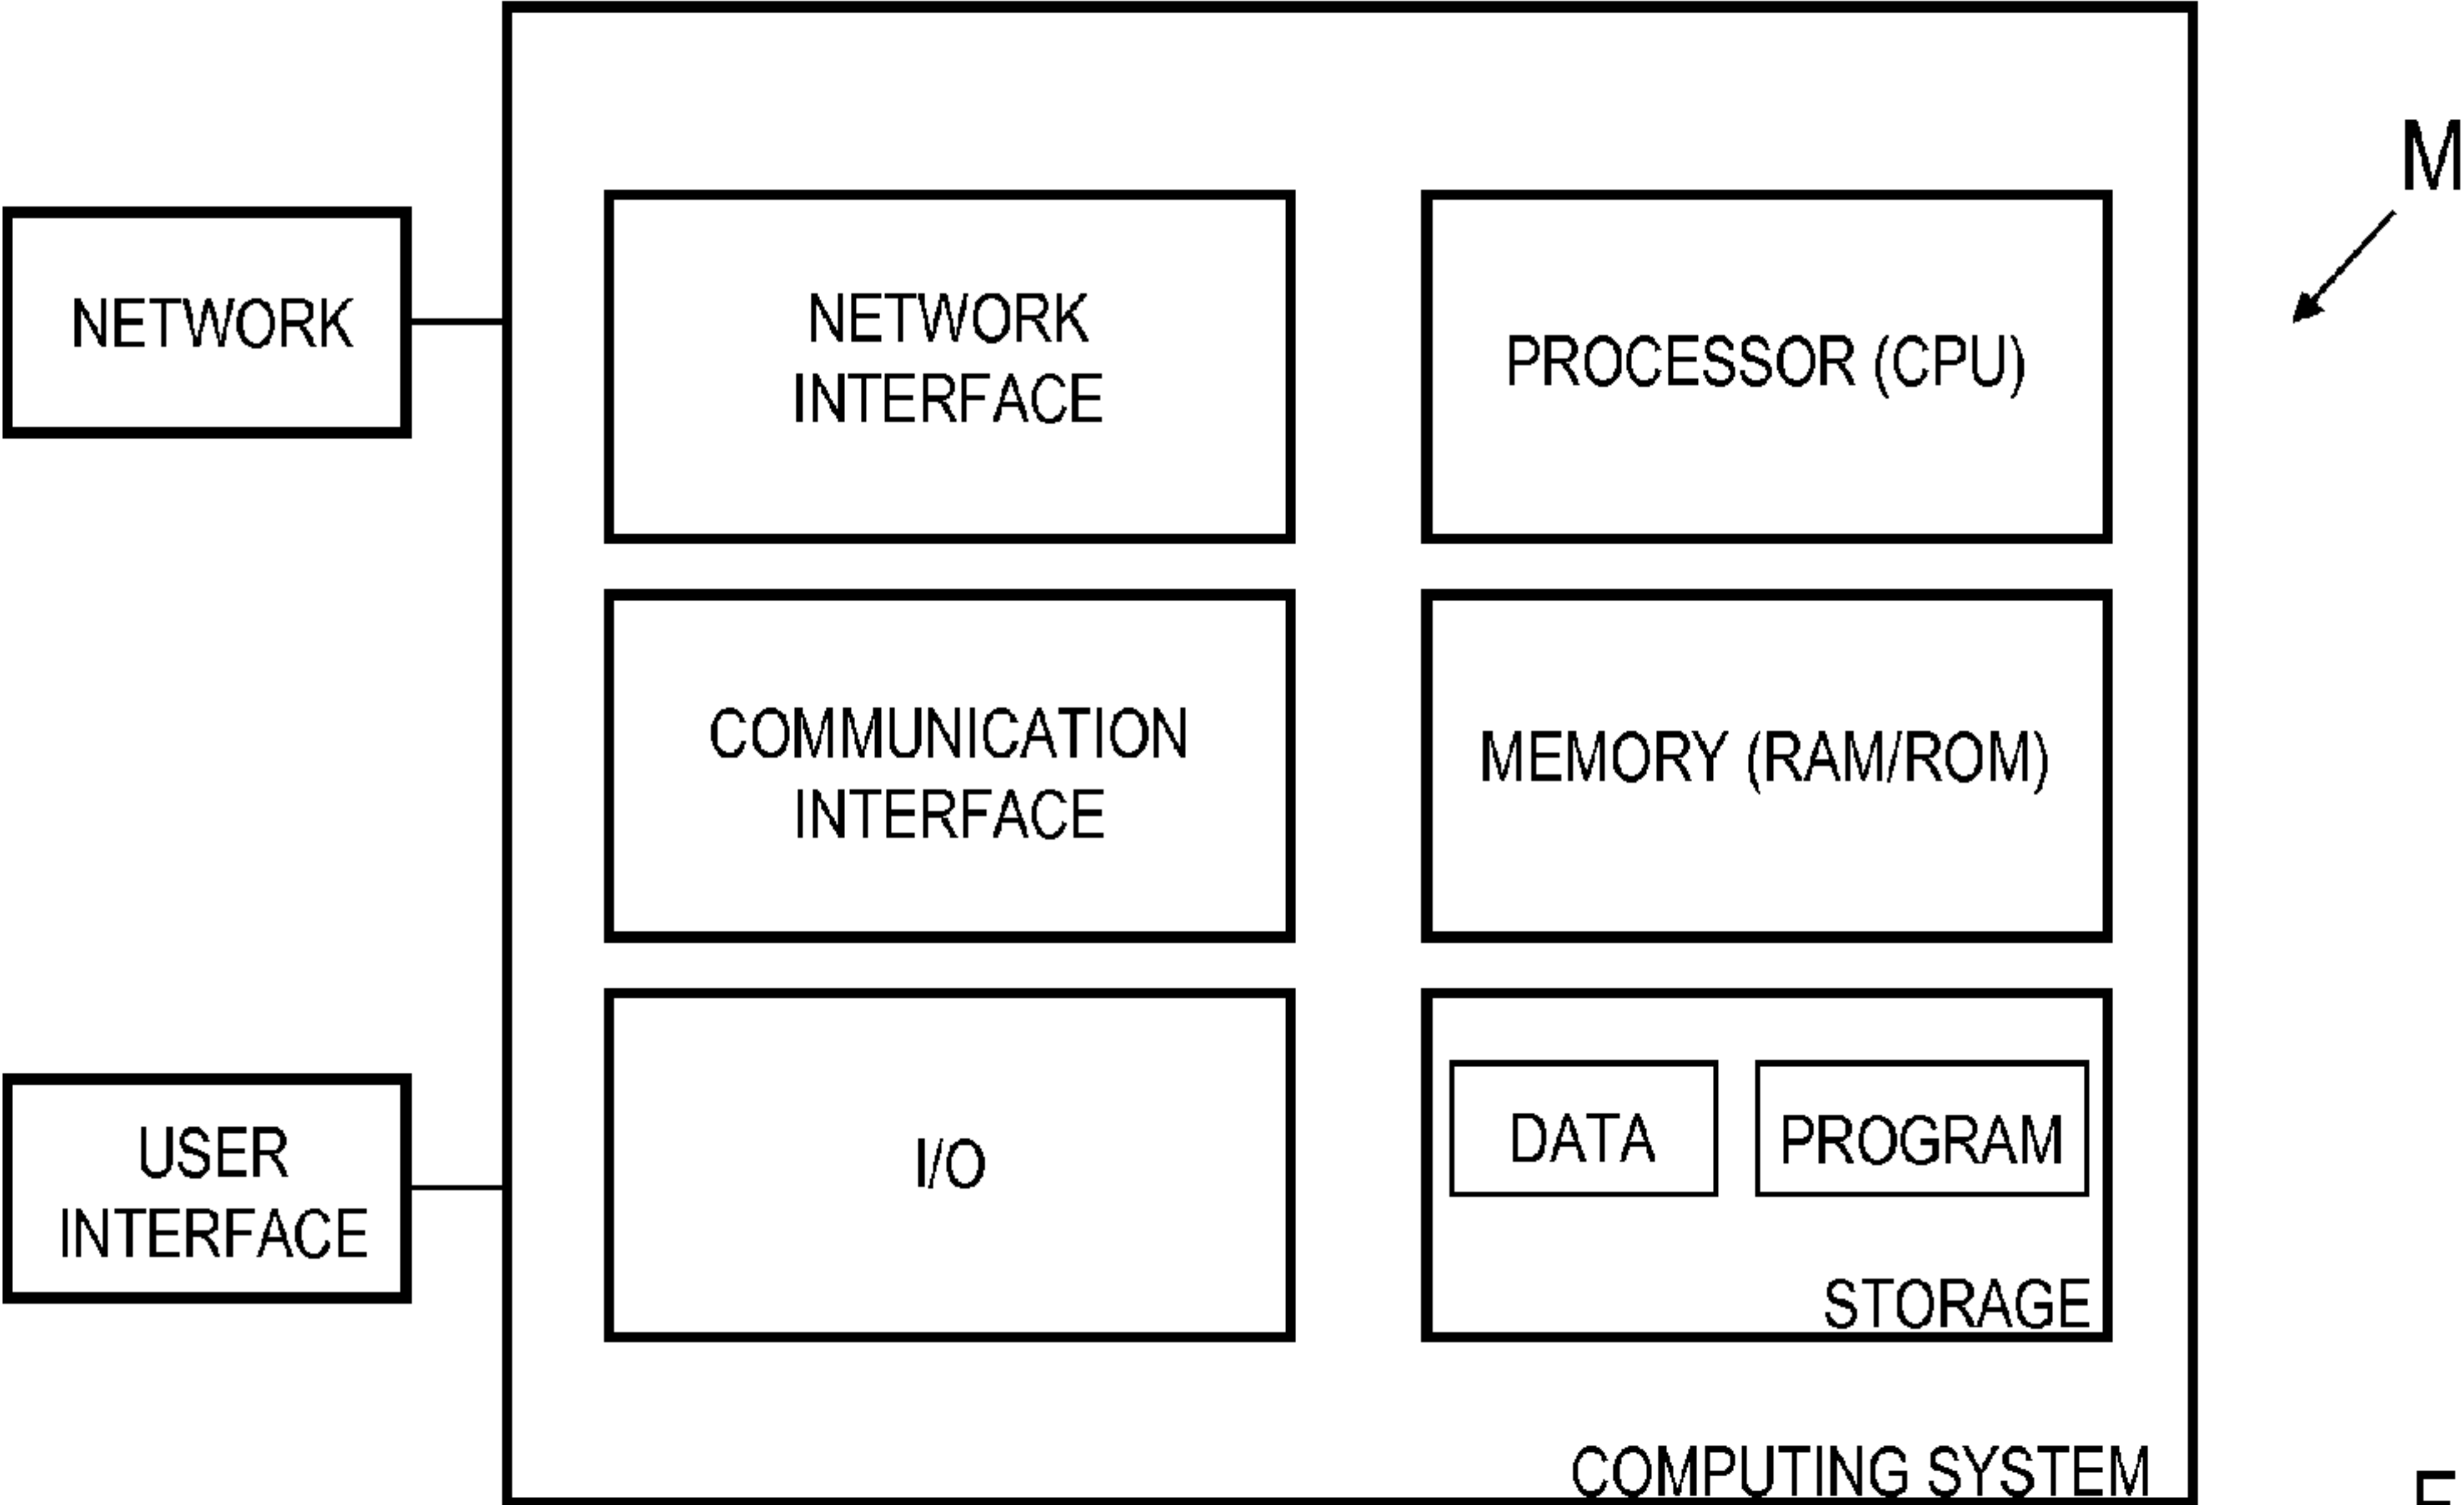 M
NETWORK
NETWORK
INTERFACE
PROCESSOR (CPU)
COMMUNICATION
INTERFACE
MEMORY (RAM/ROM)
USER
INTERFACE
I/O
DATA
PROGRAM
STORAGE
COMPUTING SYSTEM